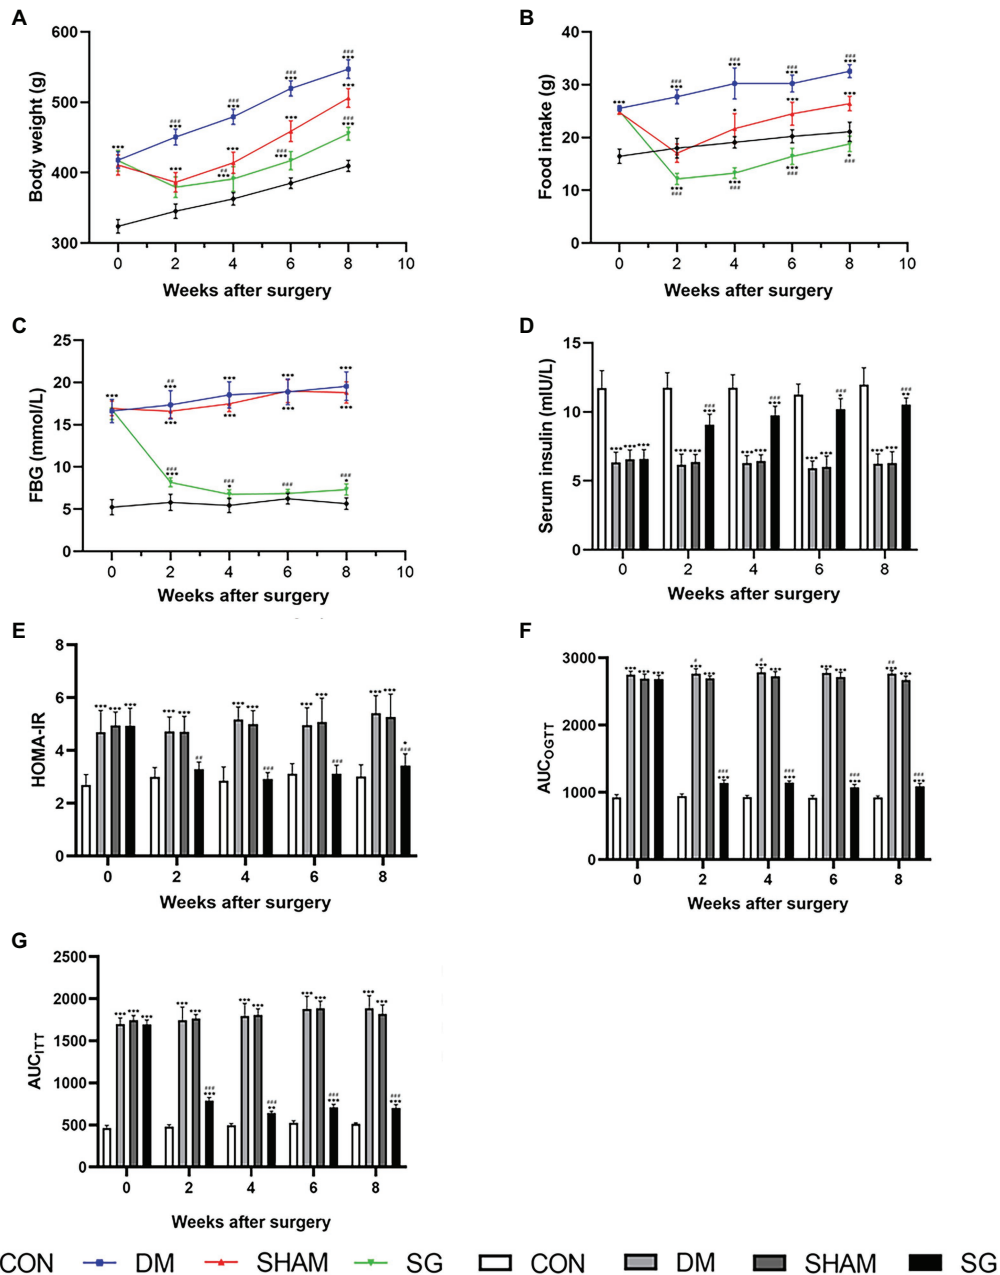 A
Body weight (g)
600
500
400
300
0 2 4 6 8 10
Weeks after surgery
B
Food intake (g)
40
30
20
10
0
0 2 4 6 8 10
Weeks after surgery
C
FBG (mmol/L)
25
20
15
10
5
0
0 2 4 6 8 10
Weeks after surgery
D
Serum insulin (mIU/L)
15
10
5
0
0 2 4 6 8
Weeks after surgery
E
HOMA-IR
8
6
4
2
0
0 2 4 6 8
Weeks after surgery
F
AUCOGTT
3000
2000
1000
0
0 2 4 6 8
Weeks after surgery
G
AUCITT
2500
2000
1500
1000
500
0
0 2 4 6 8
Weeks after surgery
CON DM SHAM SG CON DM SHAM SG